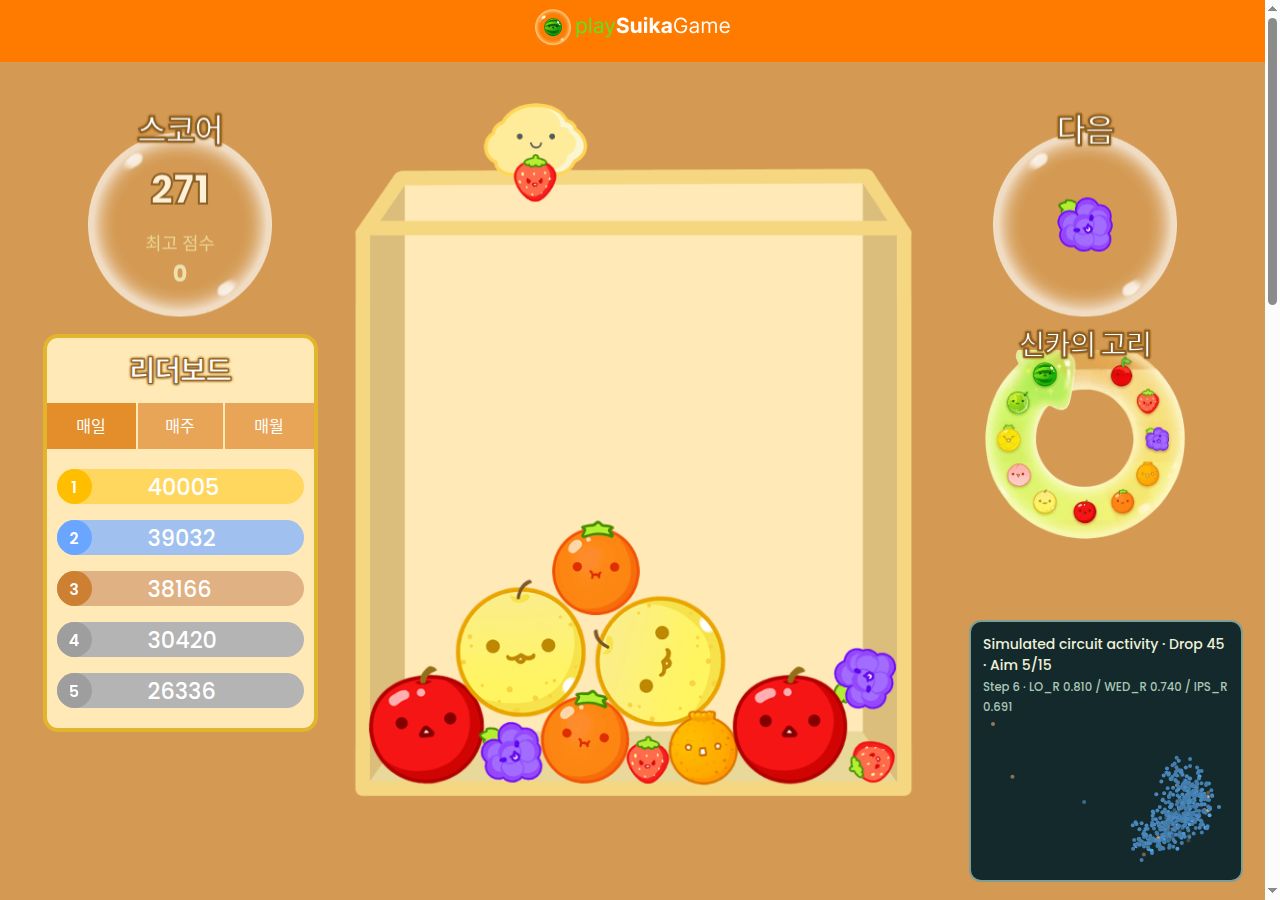 playSuikaGame
스코어
271
최고 점수
0
다음
신카의 고리
리더보드
매일
매주
매월
1 40005
2 39032
3 38166
4 30420
5 26336
Simulated circuit activity · Drop 45
· Aim 5/15
Step 6 · LO_R 0.810 / WED_R 0.740 / IPS_R
0.691